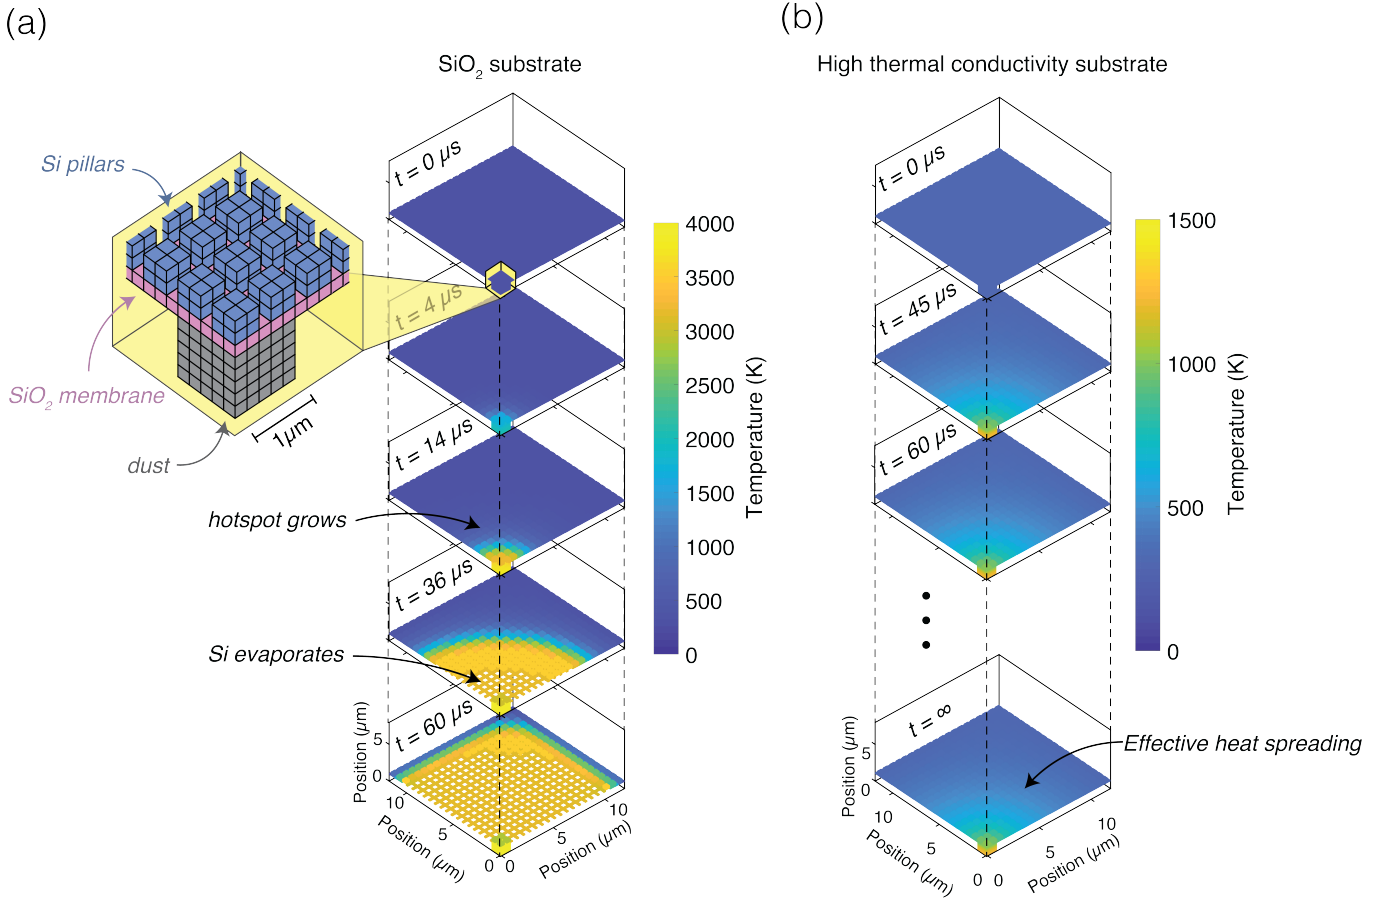 (a)
SiO2 substrate
Si pillars
SiO2 membrane
dust
1μm
t = 0 μs
t = 4 μs
t = 14 μs
hotspot grows
t = 36 μs
Si evaporates
t = 60 μs
Position (μm)
5
0
10
5
0
Position (μm)
0
5
10
Position (μm)
4000
3500
3000
2500
2000
1500
1000
500
0
Temperature (K)
(b)
High thermal conductivity substrate
t = 0 μs
t = 45 μs
t = 60 μs
t = ∞
Effective heat spreading
Position (μm)
5
0
10
5
0
Position (μm)
0
5
10
Position (μm)
1500
1000
500
0
Temperature (K)